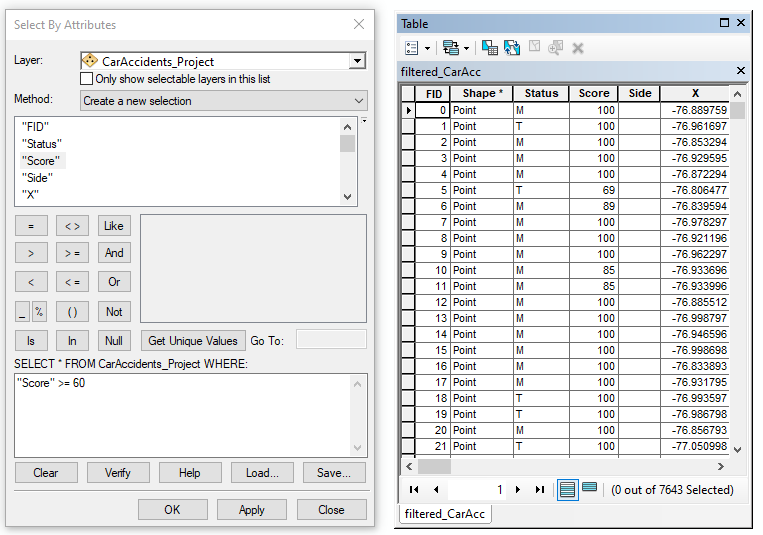 Select By Attributes
Layer: CarAccidents_Project
Only show selectable layers in this list
Method: Create a new selection
"FID"
"Status"
"Score"
"Side"
"X"
= < > Like
> > = And
< < = Or
_ % ( ) Not
Is In Null Get Unique Values Go To:
SELECT * FROM CarAccidents_Project WHERE:
"Score" >= 60
Clear Verify Help Load... Save...
OK Apply Close
Table
filtered_CarAcc
FID Shape * Status Score Side X
0 Point M 100 -76.889759
1 Point T 100 -76.961697
2 Point M 100 -76.853294
3 Point M 100 -76.929595
4 Point M 100 -76.872294
5 Point T 69 -76.806477
6 Point M 89 -76.839594
7 Point M 100 -76.978297
8 Point M 100 -76.921196
9 Point M 100 -76.962297
10 Point M 85 -76.933696
11 Point M 85 -76.933996
12 Point M 100 -76.885512
13 Point M 100 -76.998797
14 Point M 100 -76.946596
15 Point M 100 -76.998698
16 Point M 100 -76.833893
17 Point M 100 -76.931795
18 Point T 100 -76.993597
19 Point T 100 -76.986798
20 Point M 100 -76.856793
21 Point T 100 -77.050998
1 (0 out of 7643 Selected)
filtered_CarAcc